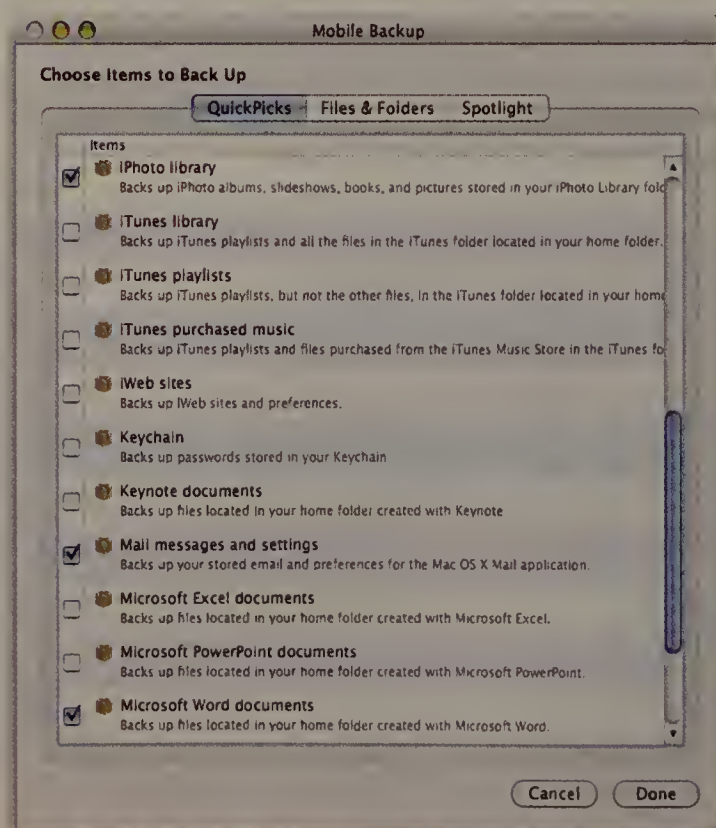 Mobile Backup
Choose Items to Back Up
QuickPicks Files & Folders Spotlight
Items
iPhoto library
Backs up iPhoto albums, slideshows, books, and pictures stored in your iPhoto Library fold
iTunes library
Backs up iTunes playlists and all the files in the iTunes folder located in your home folder.
iTunes playlists
Backs up iTunes playlists, but not the other files, in the iTunes folder located in your home
iTunes purchased music
Backs up iTunes playlists and files purchased from the iTunes Music Store in the iTunes fo
iWeb sites
Backs up iWeb sites and preferences.
Keychain
Backs up passwords stored in your Keychain
Keynote documents
Backs up files located in your home folder created with Keynote
Mail messages and settings
Backs up your stored email and preferences for the Mac OS X Mail application.
Microsoft Excel documents
Backs up files located in your home folder created with Microsoft Excel.
Microsoft PowerPoint documents
Backs up files located in your home folder created with Microsoft PowerPoint.
Microsoft Word documents
Backs up files located in your home folder created with Microsoft Word.
Cancel Done